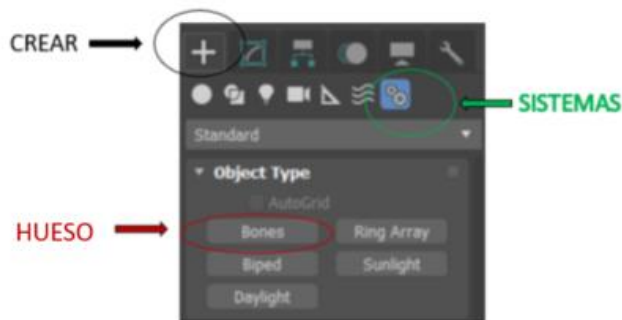 CREAR
SISTEMAS
Standard
Object Type
AutoGrid
HUESO
Bones
Ring Array
Biped
Sunlight
Daylight